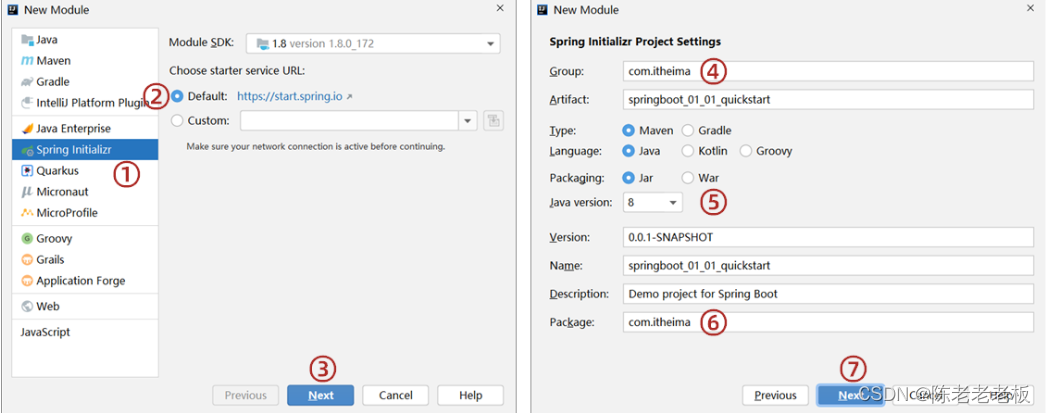 New Module
Java
Maven
Gradle
IntelliJ Platform Plugin
Java Enterprise
Spring Initializr
①
Quarkus
Micronaut
MicroProfile
Groovy
Grails
Application Forge
Web
JavaScript
Module SDK: 1.8 version 1.8.0_172
Choose starter service URL:
② Default: https://start.spring.io
Custom:
Make sure your network connection is active before continuing.
③
Previous Next Cancel Help
New Module
Spring Initializr Project Settings
Group: com.itheima ④
Artifact: springboot_01_01_quickstart
Type: Maven Gradle
Language: Java Kotlin Groovy
Packaging: Jar War
Java version: 8 ⑤
Version: 0.0.1-SNAPSHOT
Name: springboot_01_01_quickstart
Description: Demo project for Spring Boot
Package: com.itheima ⑥
⑦
Previous Next Cancel Help
CSDN @陈老老老板